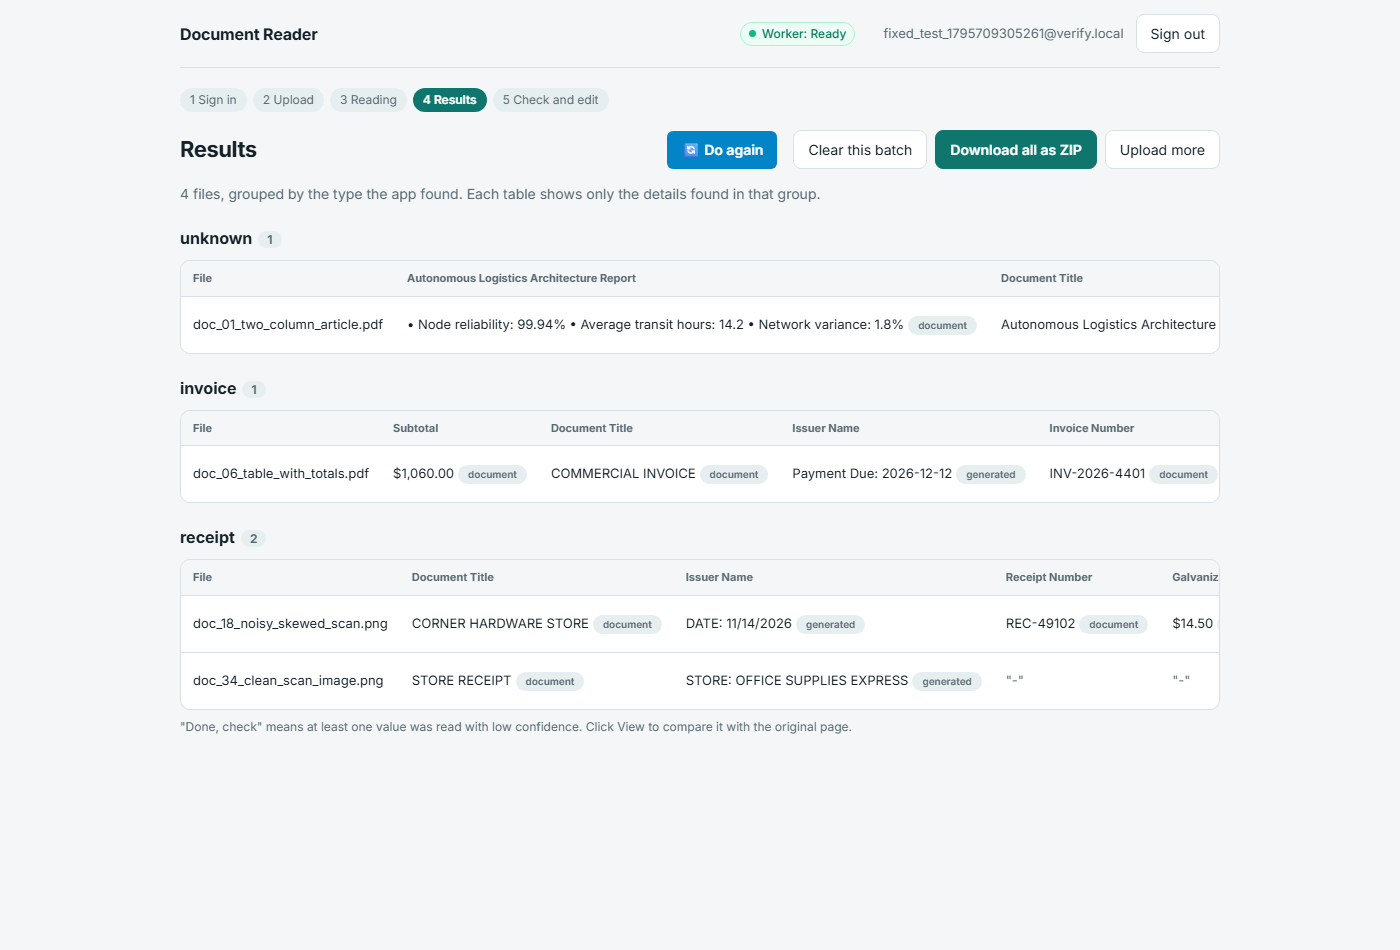 Document Reader
Worker: Ready
fixed_test_1795709305261@verify.local
Sign out
1 Sign in
2 Upload
3 Reading
4 Results
5 Check and edit
Results
Do again
Clear this batch
Download all as ZIP
Upload more
4 files, grouped by the type the app found. Each table shows only the details found in that group.
unknown 1
File Autonomous Logistics Architecture Report Document Title
doc_01_two_column_article.pdf • Node reliability: 99.94% • Average transit hours: 14.2 • Network variance: 1.8% document Autonomous Logistics Architecture
invoice 1
File Subtotal Document Title Issuer Name Invoice Number
doc_06_table_with_totals.pdf $1,060.00 document COMMERCIAL INVOICE document Payment Due: 2026-12-12 generated INV-2026-4401 document
receipt 2
File Document Title Issuer Name Receipt Number Galvaniz
doc_18_noisy_skewed_scan.png CORNER HARDWARE STORE document DATE: 11/14/2026 generated REC-49102 document $14.50
doc_34_clean_scan_image.png STORE RECEIPT document STORE: OFFICE SUPPLIES EXPRESS generated "-" "-"
"Done, check" means at least one value was read with low confidence. Click View to compare it with the original page.